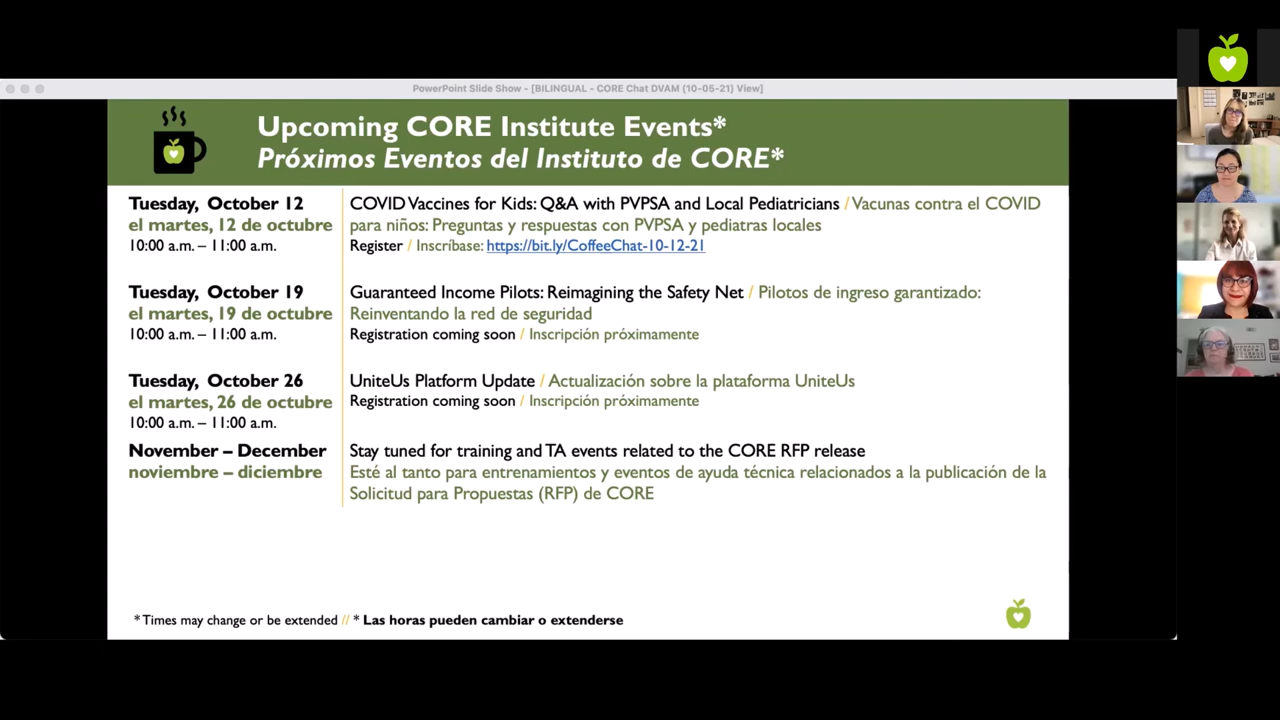 PowerPoint Slide Show - [BILINGUAL - CORE Chat DVAM (10-05-21) View]
Upcoming CORE Institute Events*
Próximos Eventos del Instituto de CORE*
Tuesday, October 12
el martes, 12 de octubre
10:00 a.m. – 11:00 a.m.
COVID Vaccines for Kids: Q&A with PVPSA and Local Pediatricians / Vacunas contra el COVID
para niños: Preguntas y respuestas con PVPSA y pediatras locales
Register / Inscríbase: https://bit.ly/CoffeeChat-10-12-21
Tuesday, October 19
el martes, 19 de octubre
10:00 a.m. – 11:00 a.m.
Guaranteed Income Pilots: Reimagining the Safety Net / Pilotos de ingreso garantizado:
Reinventando la red de seguridad
Registration coming soon / Inscripción próximamente
Tuesday, October 26
el martes, 26 de octubre
10:00 a.m. – 11:00 a.m.
UniteUs Platform Update / Actualización sobre la plataforma UniteUs
Registration coming soon / Inscripción próximamente
November – December
noviembre – diciembre
Stay tuned for training and TA events related to the CORE RFP release
Esté al tanto para entrenamientos y eventos de ayuda técnica relacionados a la publicación de la
Solicitud para Propuestas (RFP) de CORE
* Times may change or be extended // * Las horas pueden cambiar o extenderse